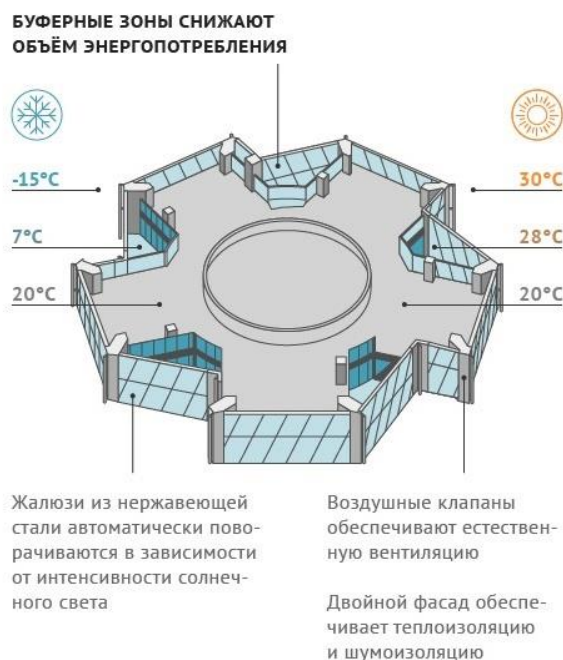 БУФЕРНЫЕ ЗОНЫ СНИЖАЮТ
ОБЪЁМ ЭНЕРГОПОТРЕБЛЕНИЯ
-15°C
7°C
20°C
30°C
28°C
20°C
Жалюзи из нержавеющей
стали автоматически пово-
рачиваются в зависимости
от интенсивности солнеч-
ного света
Воздушные клапаны
обеспечивают естествен-
ную вентиляцию
Двойной фасад обеспе-
чивает теплоизоляцию
и шумоизоляцию